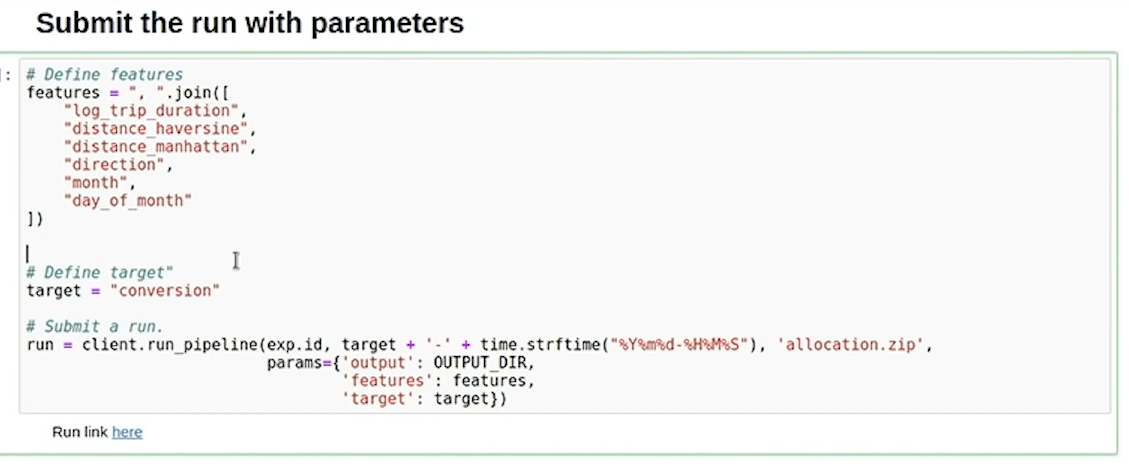 Submit the run with parameters
]:
# Define features
features = ", ".join([
    "log_trip_duration",
    "distance_haversine",
    "distance_manhattan",
    "direction",
    "month",
    "day_of_month"
])
# Define target"
target = "conversion"
# Submit a run.
run = client.run_pipeline(exp.id, target + '-' + time.strftime("%Y%m%d-%H%M%S"), 'allocation.zip',
                          params={'output': OUTPUT_DIR,
                                  'features': features,
                                  'target': target})
Run link here